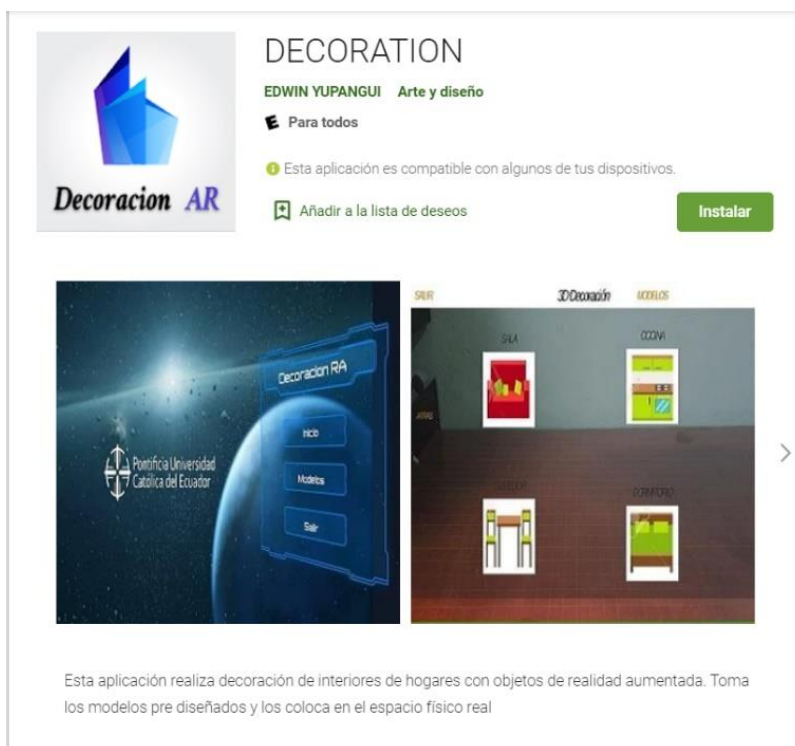 DECORATION
EDWIN YUPANGUI Arte y diseño
E Para todos
Esta aplicación es compatible con algunos de tus dispositivos.
Añadir a la lista de deseos
Instalar
Decoracion AR
Decoracion RA
Inicio
Modelos
Salir
Pontificia Universidad
Católica del Ecuador
SALIR 3D Decoración MODELOS
SALA COCINA
ATRAS
DORMITORIO
Esta aplicación realiza decoración de interiores de hogares con objetos de realidad aumentada. Toma
los modelos pre diseñados y los coloca en el espacio físico real